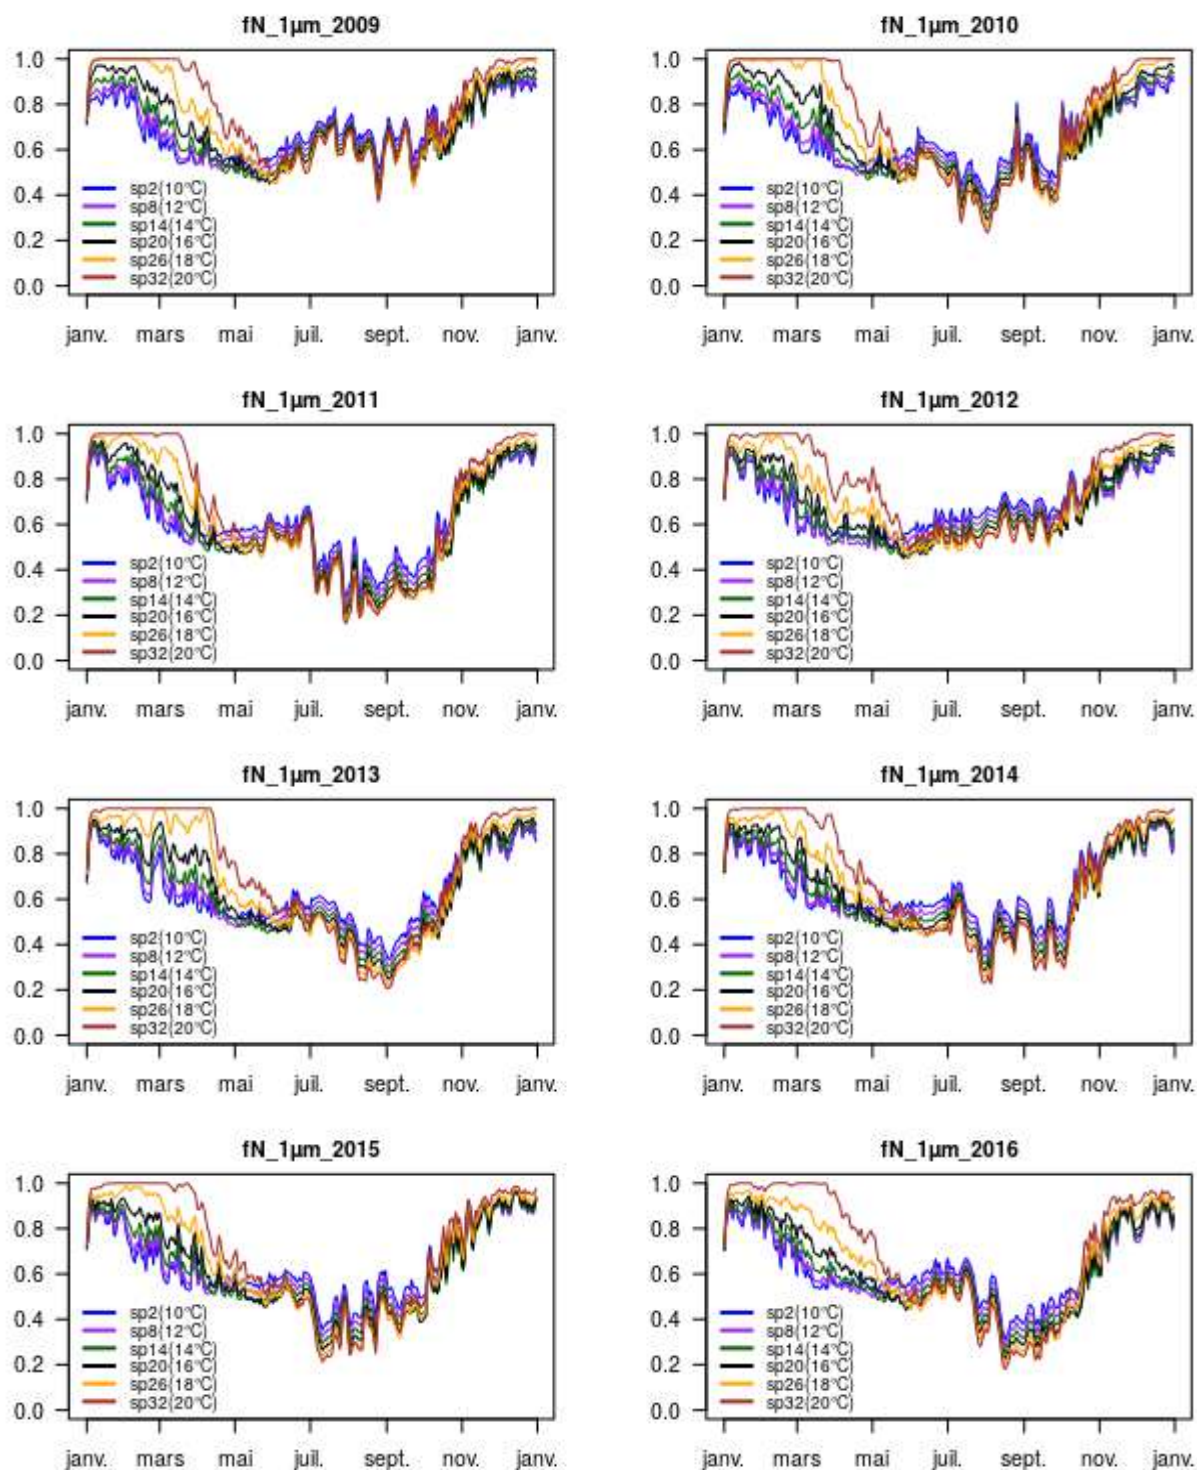 fN_1µm_2009
1.0
0.8
0.6
0.4
0.2
0.0
sp2(10°C)
sp8(12°C)
sp14(14°C)
sp20(16°C)
sp26(18°C)
sp32(20°C)
janv. mars mai juil. sept. nov. janv.
fN_1µm_2010
1.0
0.8
0.6
0.4
0.2
0.0
sp2(10°C)
sp8(12°C)
sp14(14°C)
sp20(16°C)
sp26(18°C)
sp32(20°C)
janv. mars mai juil. sept. nov. janv.
fN_1µm_2011
1.0
0.8
0.6
0.4
0.2
0.0
sp2(10°C)
sp8(12°C)
sp14(14°C)
sp20(16°C)
sp26(18°C)
sp32(20°C)
janv. mars mai juil. sept. nov. janv.
fN_1µm_2012
1.0
0.8
0.6
0.4
0.2
0.0
sp2(10°C)
sp8(12°C)
sp14(14°C)
sp20(16°C)
sp26(18°C)
sp32(20°C)
janv. mars mai juil. sept. nov. janv.
fN_1µm_2013
1.0
0.8
0.6
0.4
0.2
0.0
sp2(10°C)
sp8(12°C)
sp14(14°C)
sp20(16°C)
sp26(18°C)
sp32(20°C)
janv. mars mai juil. sept. nov. janv.
fN_1µm_2014
1.0
0.8
0.6
0.4
0.2
0.0
sp2(10°C)
sp8(12°C)
sp14(14°C)
sp20(16°C)
sp26(18°C)
sp32(20°C)
janv. mars mai juil. sept. nov. janv.
fN_1µm_2015
1.0
0.8
0.6
0.4
0.2
0.0
sp2(10°C)
sp8(12°C)
sp14(14°C)
sp20(16°C)
sp26(18°C)
sp32(20°C)
janv. mars mai juil. sept. nov. janv.
fN_1µm_2016
1.0
0.8
0.6
0.4
0.2
0.0
sp2(10°C)
sp8(12°C)
sp14(14°C)
sp20(16°C)
sp26(18°C)
sp32(20°C)
janv. mars mai juil. sept. nov. janv.